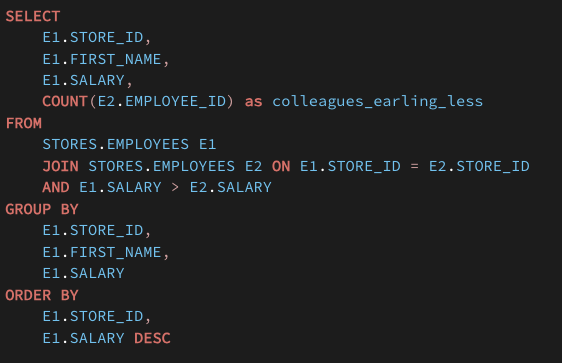 SELECT
E1.STORE_ID,
E1.FIRST_NAME,
E1.SALARY,
COUNT(E2.EMPLOYEE_ID) as colleagues_earling_less
FROM
STORES.EMPLOYEES E1
JOIN STORES.EMPLOYEES E2 ON E1.STORE_ID = E2.STORE_ID
AND E1.SALARY > E2.SALARY
GROUP BY
E1.STORE_ID,
E1.FIRST_NAME,
E1.SALARY
ORDER BY
E1.STORE_ID,
E1.SALARY DESC